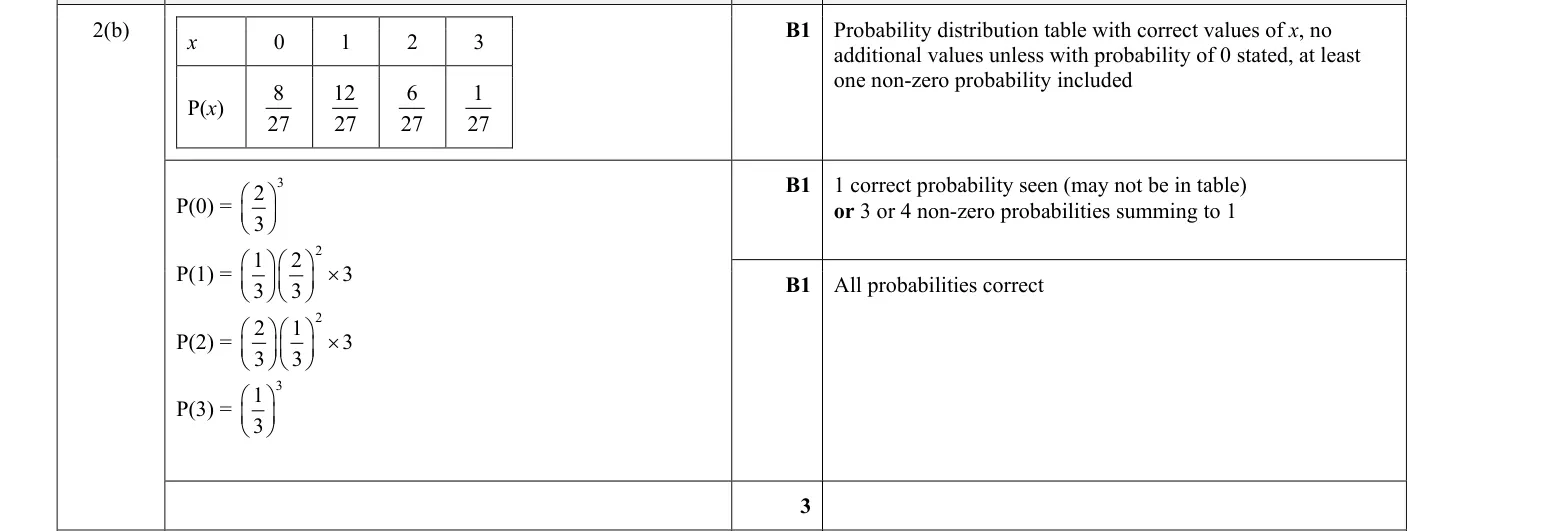 2(b)
x 0 1 2 3
P(x) 8/27 12/27 6/27 1/27
B1 Probability distribution table with correct values of x, no
additional values unless with probability of 0 stated, at least
one non-zero probability included
P(0) = (2/3)^3
P(1) = (1/3)(2/3)^2 × 3
P(2) = (2/3)(1/3)^2 × 3
P(3) = (1/3)^3
B1 1 correct probability seen (may not be in table)
or 3 or 4 non-zero probabilities summing to 1
B1 All probabilities correct
3